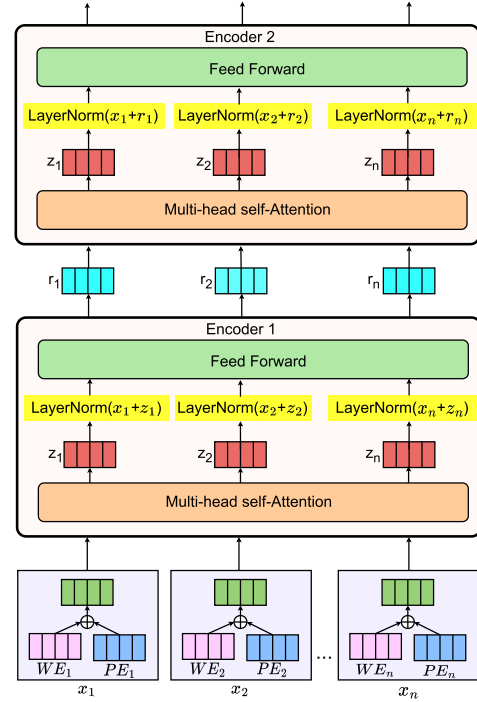 Encoder 2
Feed Forward
LayerNorm(x₁+r₁) LayerNorm(x₂+r₂) LayerNorm(xₙ+rₙ)
z₁ z₂ zₙ
Multi-head self-Attention
r₁ r₂ rₙ
Encoder 1
Feed Forward
LayerNorm(x₁+z₁) LayerNorm(x₂+z₂) LayerNorm(xₙ+zₙ)
z₁ z₂ zₙ
Multi-head self-Attention
WE₁ PE₁ WE₂ PE₂ ... WEₙ PEₙ
x₁ x₂ xₙ